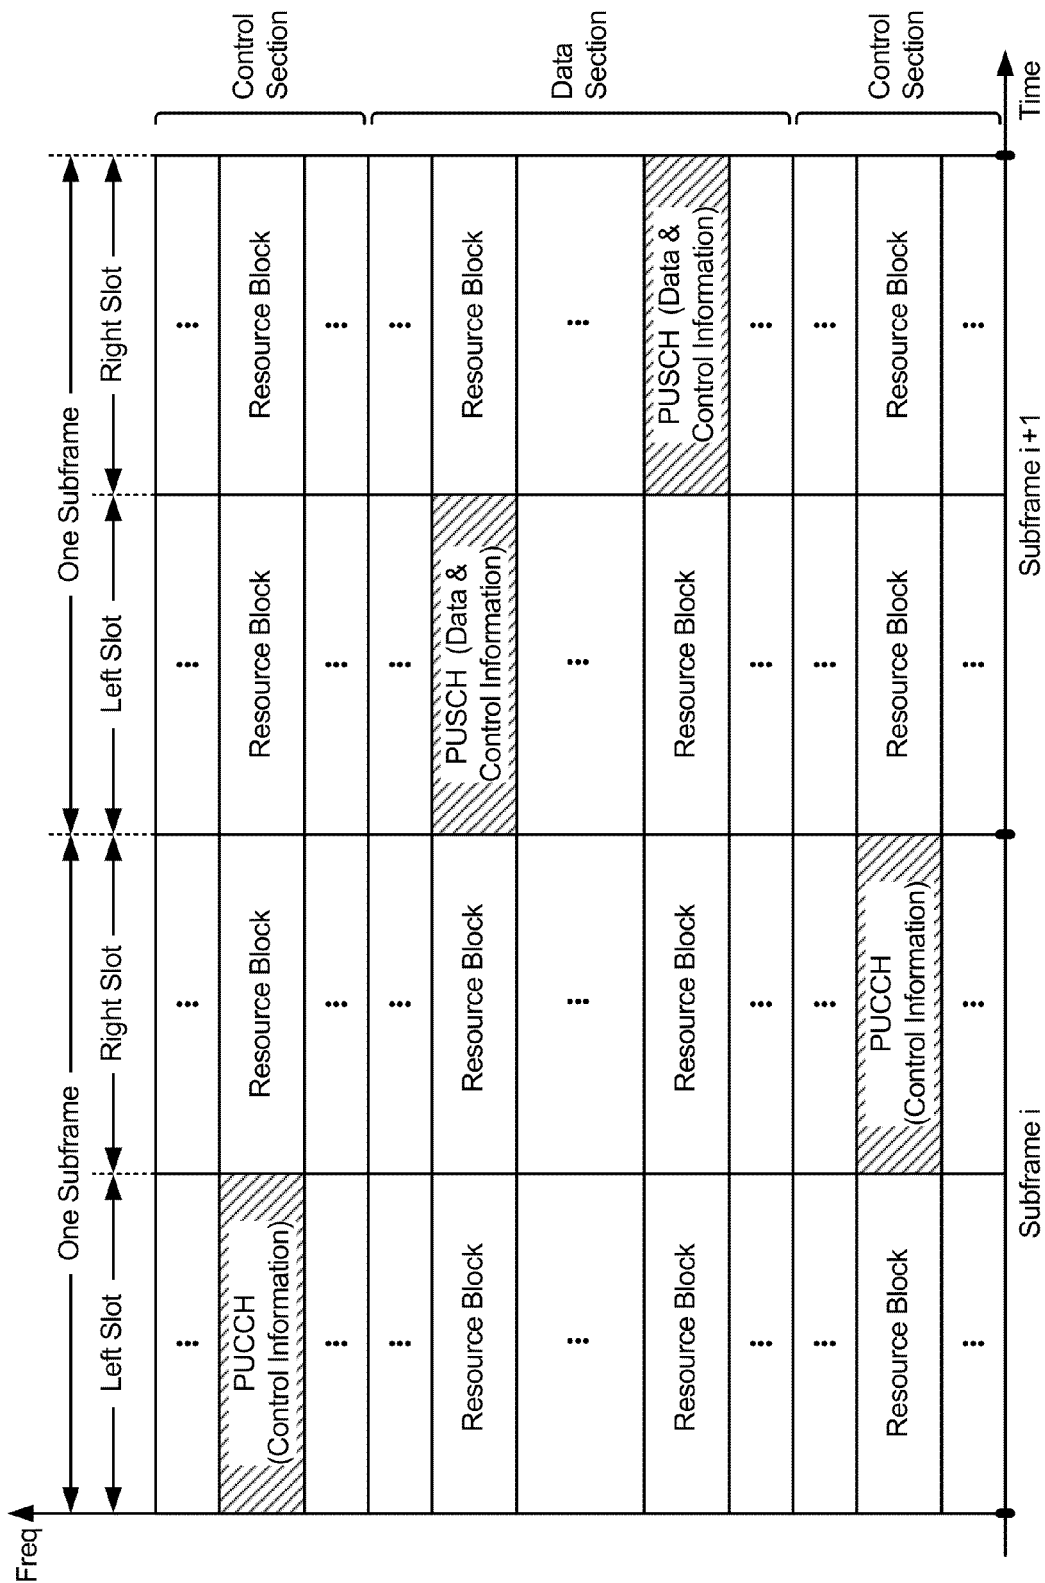 Freq
One Subframe
One Subframe
Left Slot
Right Slot
Left Slot
Right Slot
PUCCH
(Control Information)
Resource Block
Resource Block
Resource Block
Control
Section
Resource Block
Resource Block
PUSCH (Data &
Control Information)
Resource Block
Data
Section
Resource Block
Resource Block
Resource Block
PUSCH (Data &
Control Information)
Resource Block
PUCCH
(Control Information)
Resource Block
Resource Block
Control
Section
Subframe i
Subframe i + 1
Time